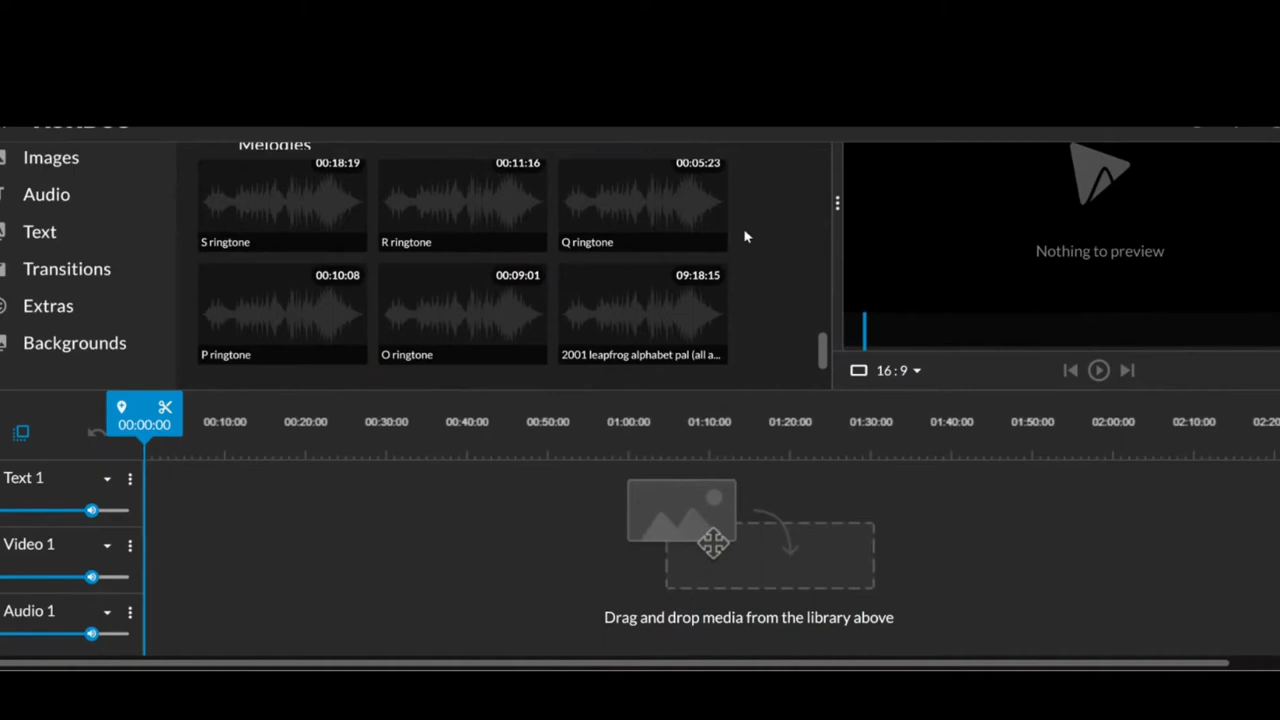 Images
Audio
Text
Transitions
Extras
Backgrounds
Melodies
00:18:19
S ringtone
00:11:16
R ringtone
00:05:23
Q ringtone
00:10:08
P ringtone
00:09:01
O ringtone
09:18:15
2001 leapfrog alphabet pal (all a...
Nothing to preview
16:9
00:00:00
00:10:00 00:20:00 00:30:00 00:40:00 00:50:00 01:00:00 01:10:00 01:20:00 01:30:00 01:40:00 01:50:00 02:00:00 02:10:00
Text 1
Video 1
Audio 1
Drag and drop media from the library above